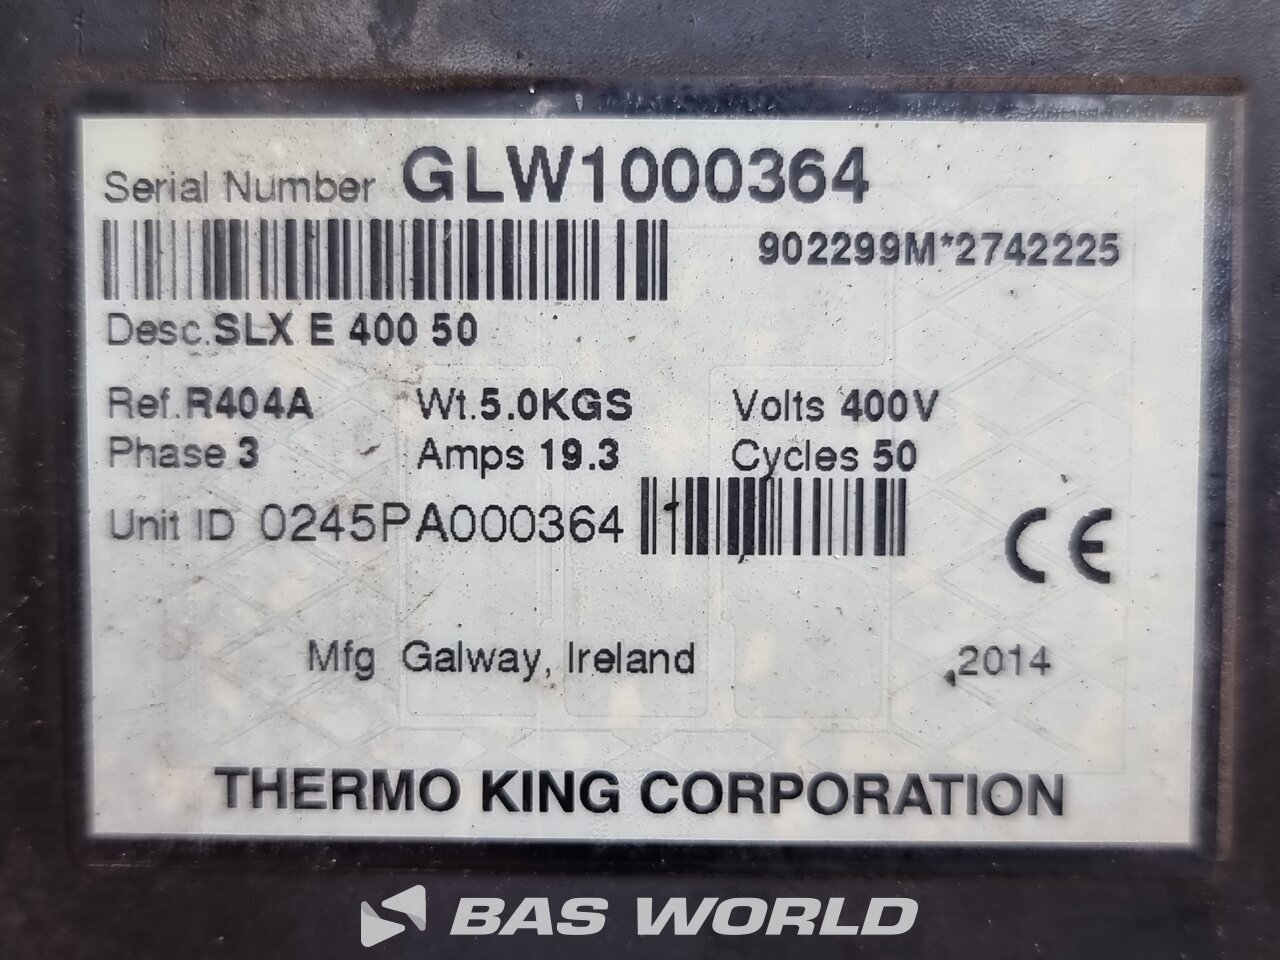 Serial Number GLW1000364
902299M*2742225
Desc.SLX E 400 50
Ref.R404A Wt.5.0KGS Volts 400V
Phase 3 Amps 19.3 Cycles 50
Unit ID 0245PA000364
CE
Mfg Galway, Ireland 2014
THERMO KING CORPORATION
BAS WORLD